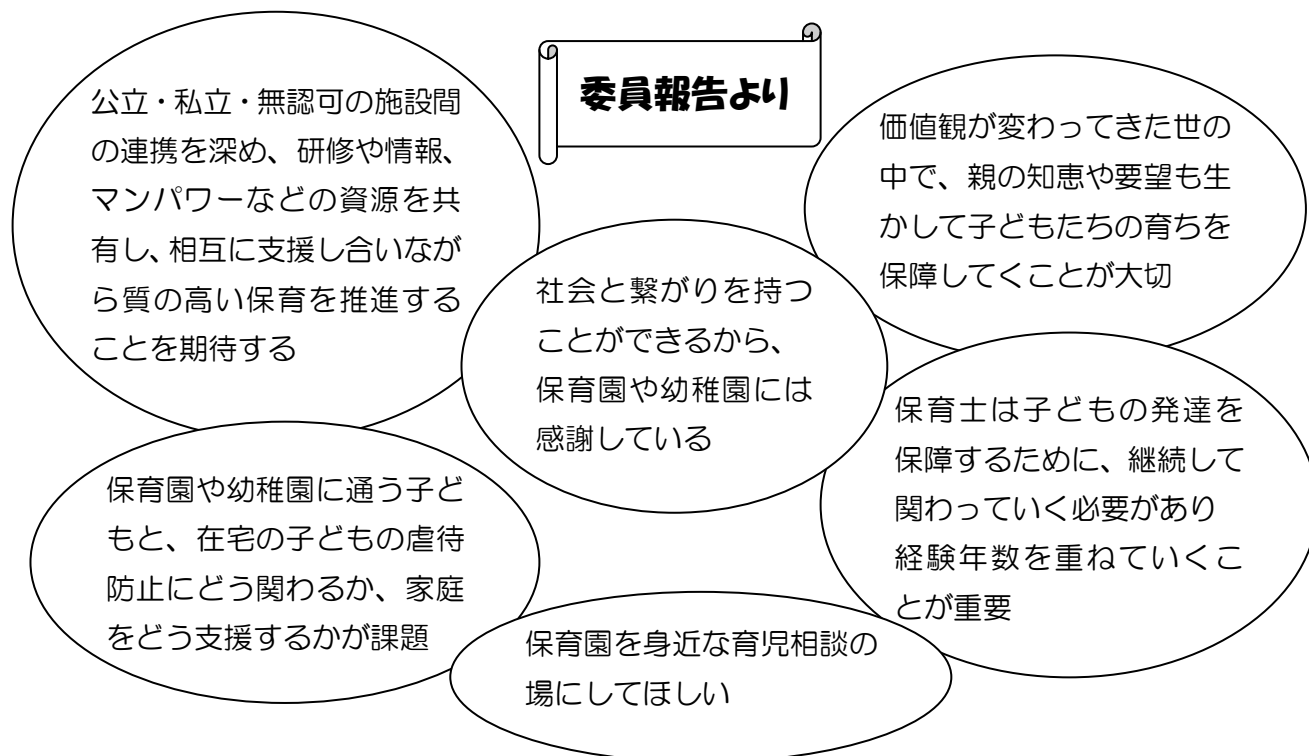 委員報告より
公立・私立・無認可の施設間
の連携を深め、研修や情報、
マンパワーなどの資源を共
有し、相互に支援し合いなが
ら質の高い保育を推進する
ことを期待する
価値観が変わってきた世の
中で、親の知恵や要望も生
かして子どもたちの育ちを
保障してくことが大切
社会と繋がりを持つ
ことができるから、
保育園や幼稚園には
感謝している
保育士は子どもの発達を
保障するために、継続して
関わっていく必要があり
経験年数を重ねていくこ
とが重要
保育園や幼稚園に通う子ど
もと、在宅の子どもの虐待
防止にどう関わるか、家庭
をどう支援するかが課題
保育園を身近な育児相談の
場にしてほしい